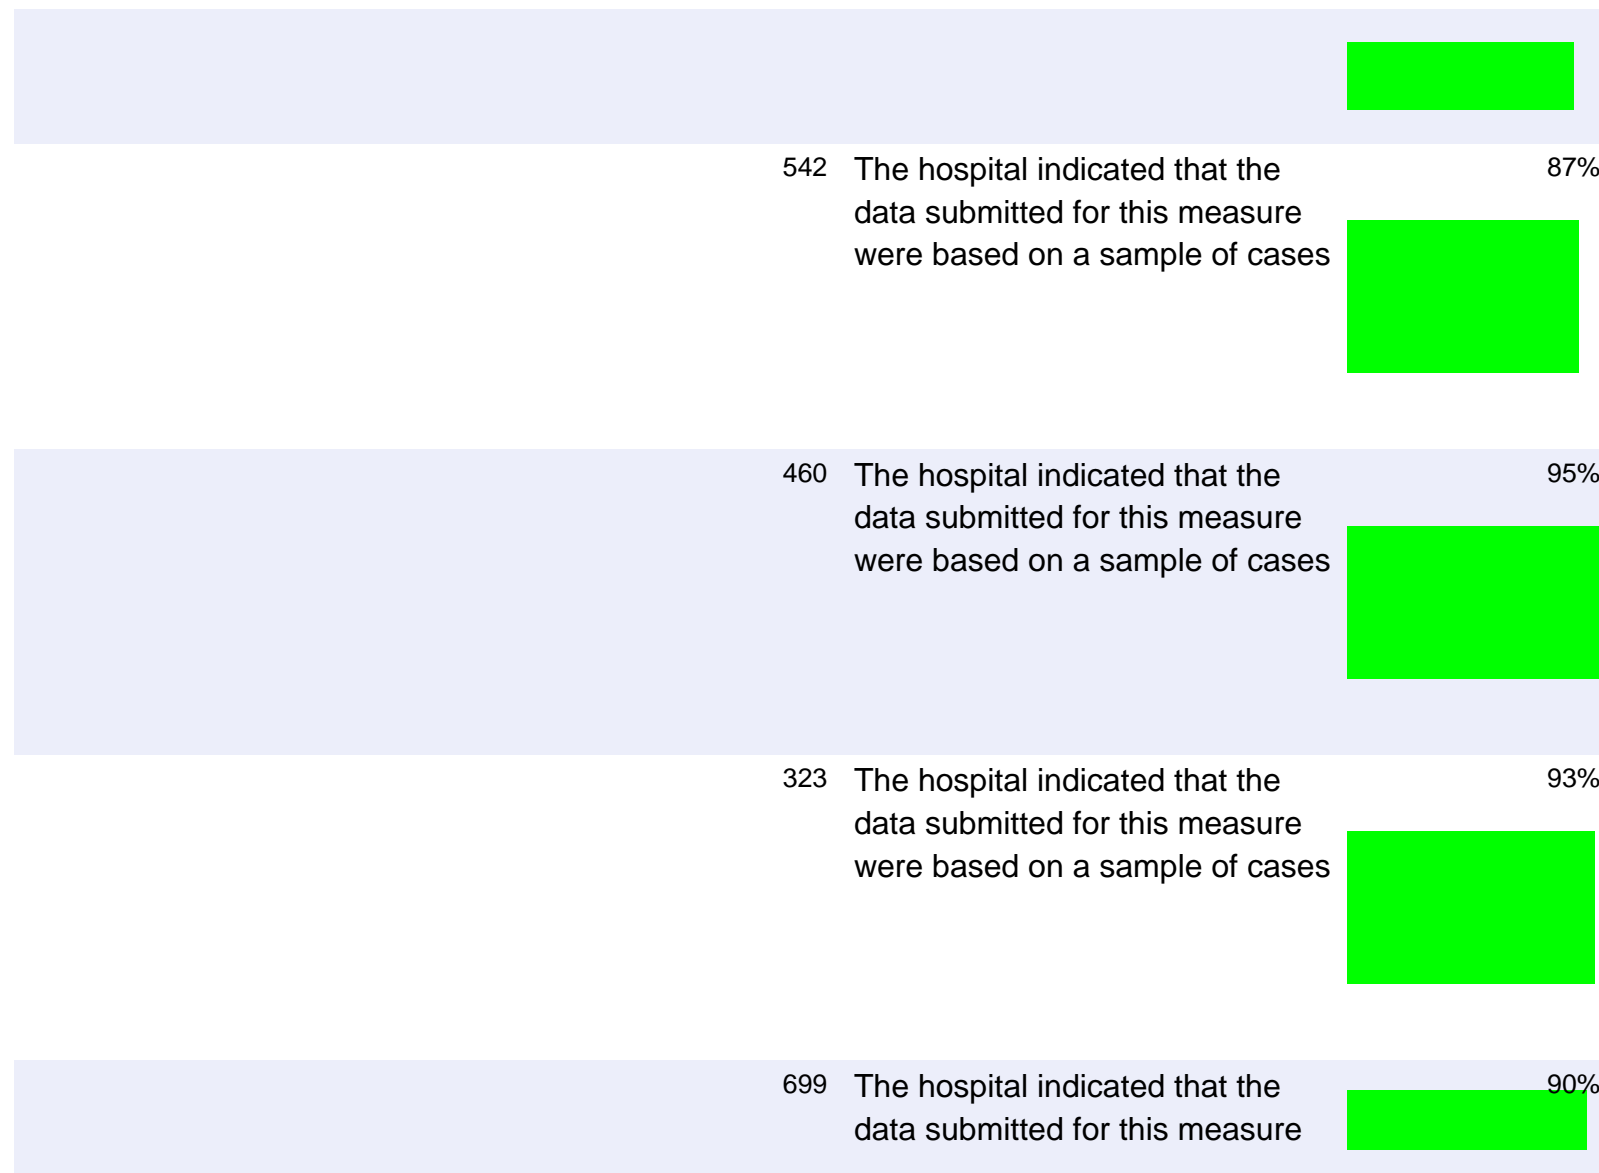 542 The hospital indicated that the 87%
data submitted for this measure
were based on a sample of cases
460 The hospital indicated that the 95%
data submitted for this measure
were based on a sample of cases
323 The hospital indicated that the 93%
data submitted for this measure
were based on a sample of cases
699 The hospital indicated that the 90%
data submitted for this measure